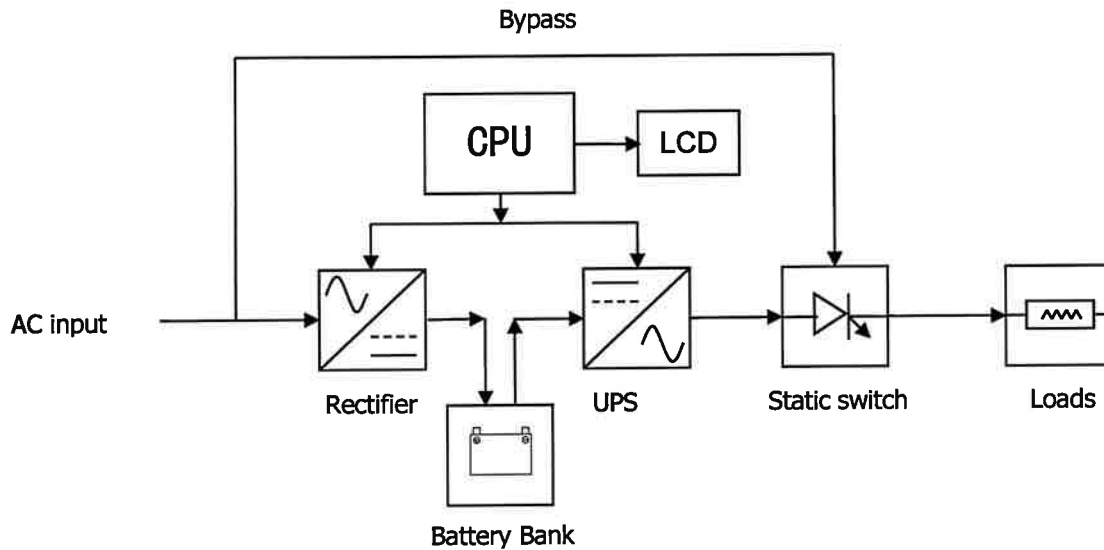 Bypass
CPU
LCD
AC input
Rectifier
UPS
Static switch
Loads
Battery Bank